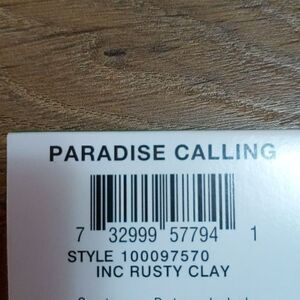 PARADISE CALLING
7 32999 57794 1
STYLE 100097570
INC RUSTY CLAY